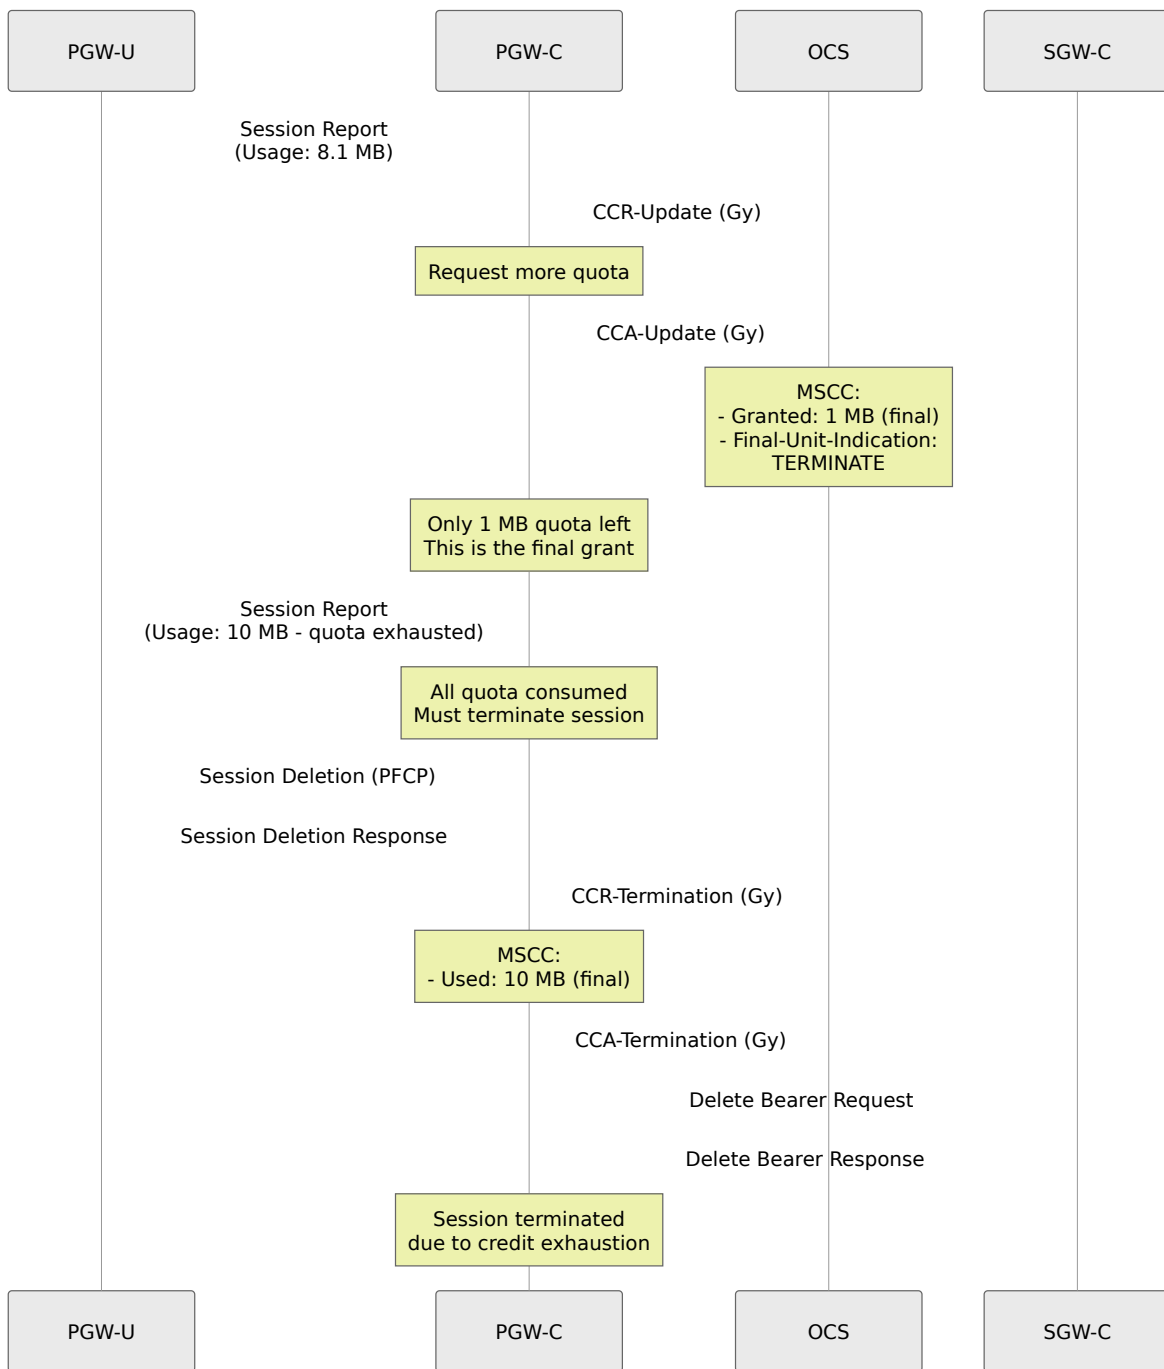 PGW-U
PGW-C
OCS
SGW-C
Session Report
(Usage: 8.1 MB)
CCR-Update (Gy)
Request more quota
CCA-Update (Gy)
MSCC:
- Granted: 1 MB (final)
- Final-Unit-Indication:
TERMINATE
Only 1 MB quota left
This is the final grant
Session Report
(Usage: 10 MB - quota exhausted)
All quota consumed
Must terminate session
Session Deletion (PFCP)
Session Deletion Response
CCR-Termination (Gy)
MSCC:
- Used: 10 MB (final)
CCA-Termination (Gy)
Delete Bearer Request
Delete Bearer Response
Session terminated
due to credit exhaustion
PGW-U
PGW-C
OCS
SGW-C